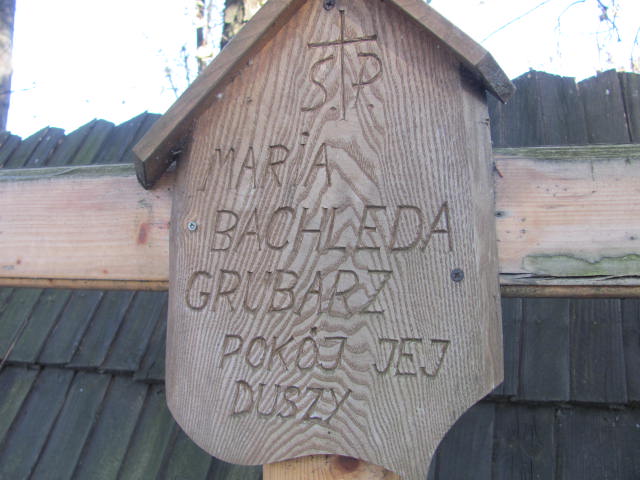 Ś.P.
MARIA
BACHLEDA
GRUBARZ
POKÓJ JEJ
DUSZY